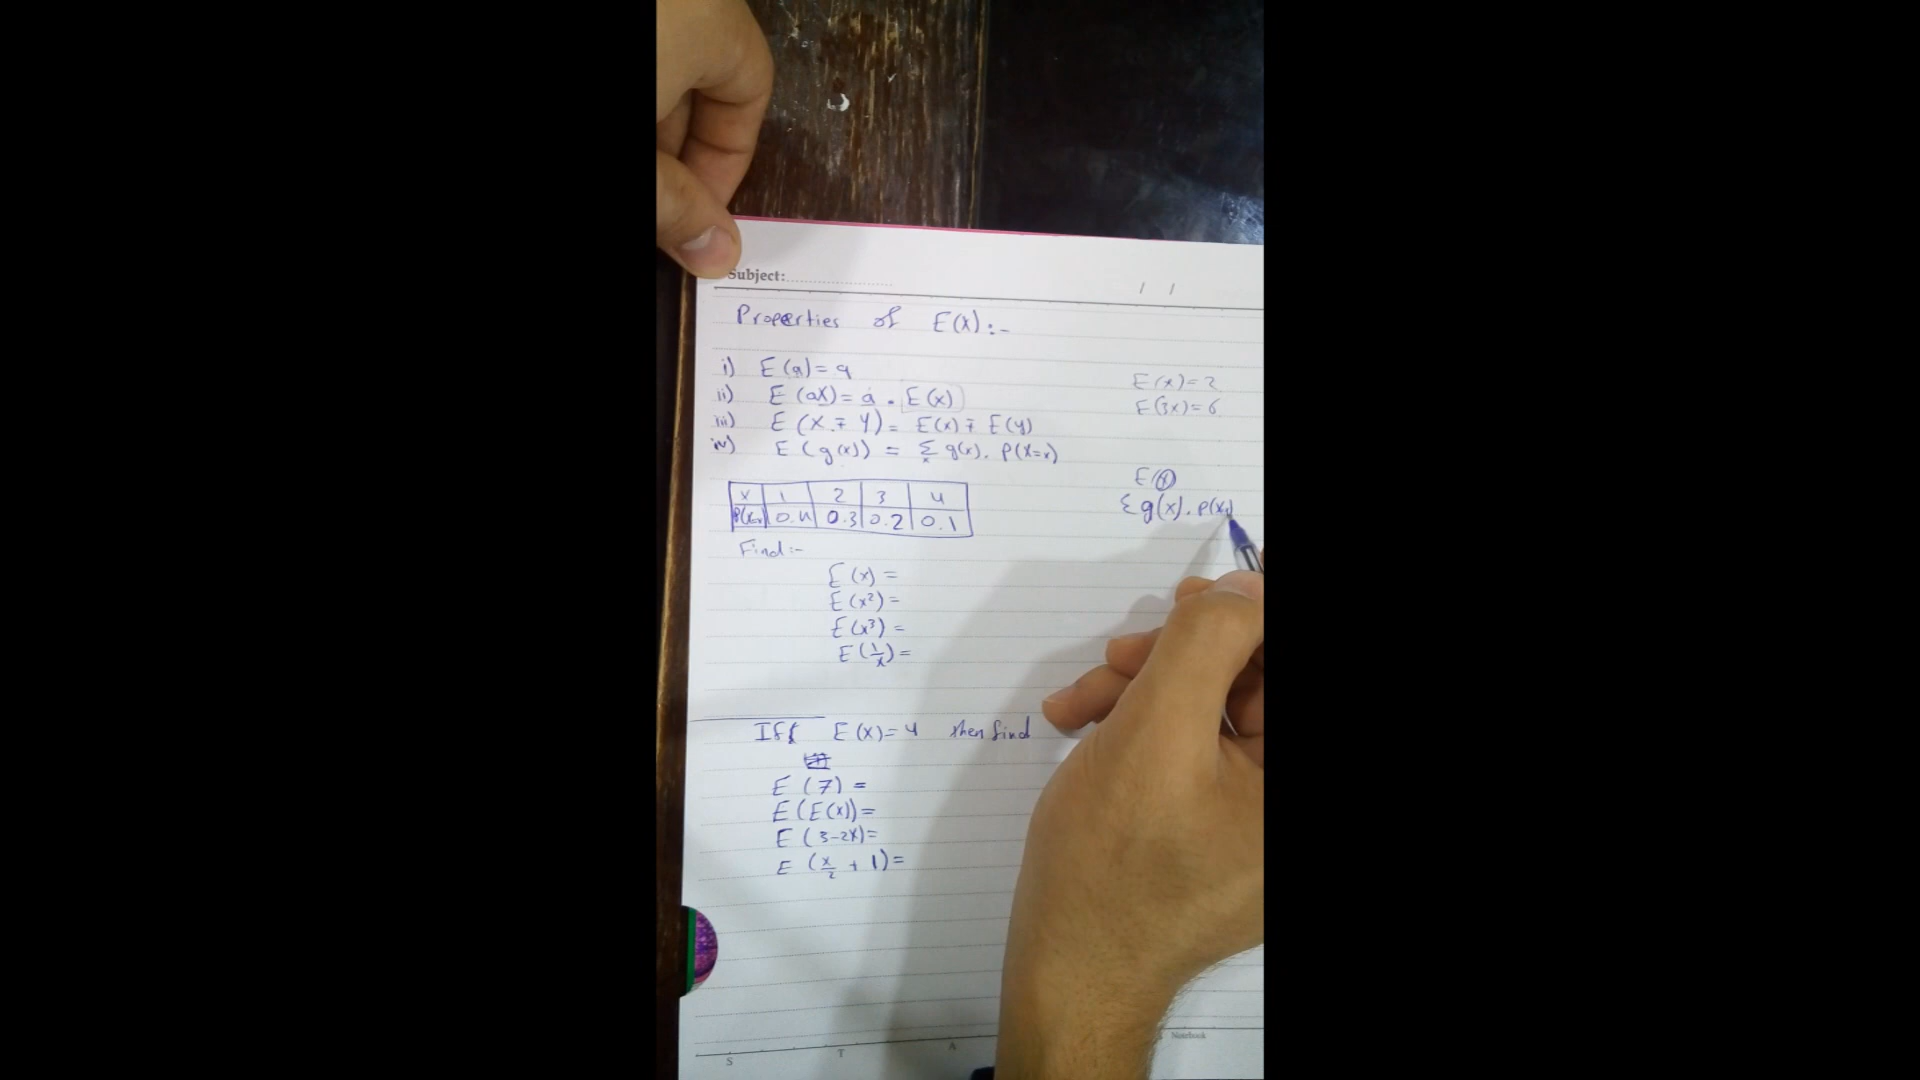 Subject:
/ /
Properties of E(X):-
i) E(a) = a
ii) E(aX) = a . E(x)
iii) E(X ∓ Y) = E(x) ∓ E(y)
iv) E(g(x)) = Σ g(x). P(X=x)
x
E(x)=2
E(3x)=6
E(x)
Σ g(x). P(x
X 1 2 3 4
P(X=x) 0.4 0.3 0.2 0.1
Find:-
E(x) =
E(x²) =
E(x³) =
E(1/x) =
If E(X)=4 then find
E(7) =
E(E(X)) =
E(3-2X) =
E(x/2 + 1) =
Notebook
S T A